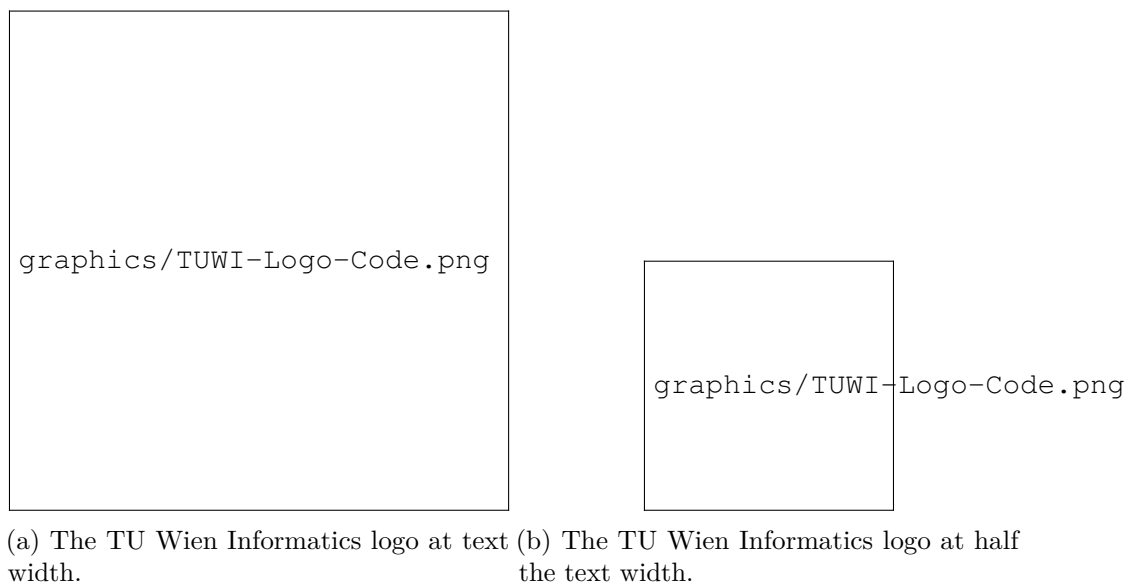 graphics/TUWI-Logo-Code.png
graphics/TUWI-Logo-Code.png
(a) The TU Wien Informatics logo at text
width.
(b) The TU Wien Informatics logo at half
the text width.